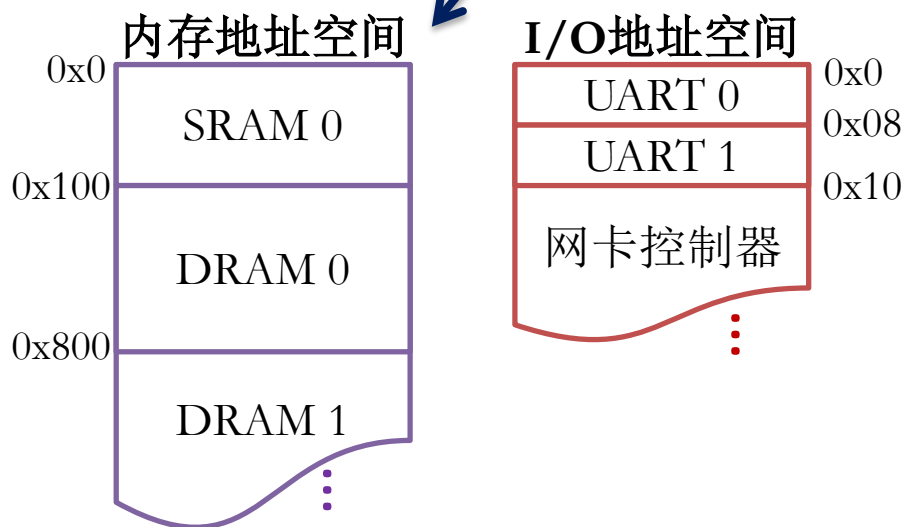 内存地址空间
0x0
SRAM 0
0x100
DRAM 0
0x800
DRAM 1
I/O地址空间
UART 0
0x0
0x08
UART 1
0x10
网卡控制器